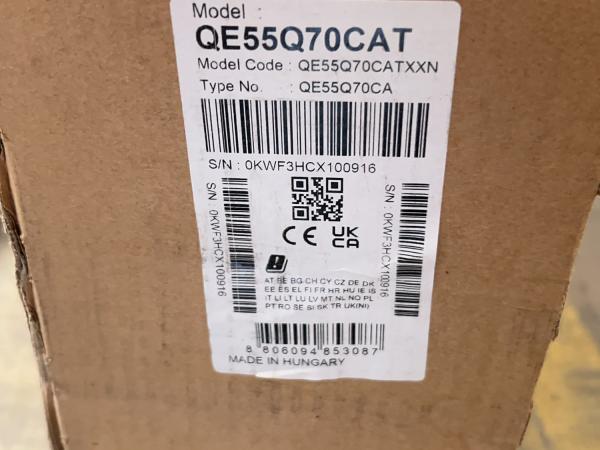 Model :
QE55Q70CAT
Model Code : QE55Q70CATXXN
Type No. : QE55Q70CA
S/N : 0KWF3HCX100916
S/N : 0KWF3HCX100916
S/N : 0KWF3HCX100916
CE UK
CA
AT BE BG CH CY CZ DE DK
EE ES EL FI FR HR HU IE IS
IT LI LT LU LV MT NL NO PL
PT RO SE SI SK TR UK(NI)
8 806094 853087
MADE IN HUNGARY